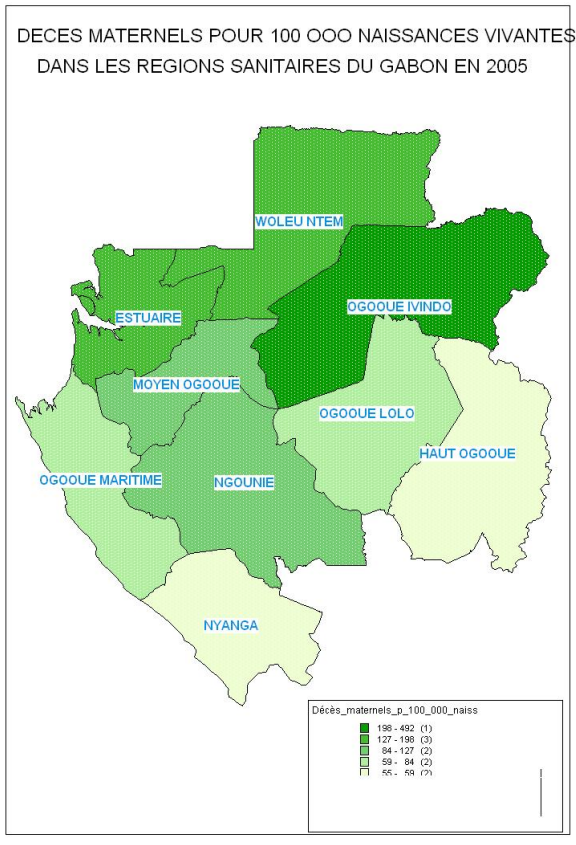 DECES MATERNELS POUR 100 OOO NAISSANCES VIVANTES
DANS LES REGIONS SANITAIRES DU GABON EN 2005
WOLEU NTEM
OGOOUE IVINDO
ESTUAIRE
MOYEN OGOOUE
OGOOUE LOLO
HAUT OGOOUE
OGOOUE MARITIME
NGOUNIE
NYANGA
Décès_maternels_p_100_000_naiss
198 - 492 (1)
127 - 198 (3)
84 - 127 (2)
59 - 84 (2)
55 - 59 (2)